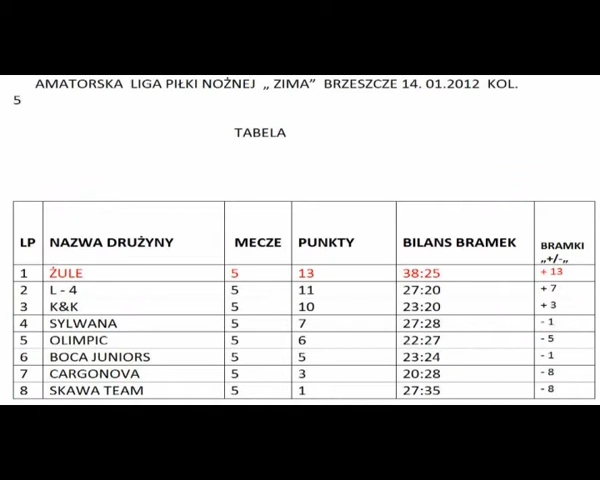 AMATORSKA LIGA PIŁKI NOŻNEJ „ ZIMA” BRZESZCZE 14. 01.2012 KOL.
5
TABELA
LP NAZWA DRUŻYNY MECZE PUNKTY BILANS BRAMEK BRAMKI „+/-„
1 ŻULE 5 13 38:25 + 13
2 L - 4 5 11 27:20 + 7
3 K&K 5 10 23:20 + 3
4 SYLWANA 5 7 27:28 - 1
5 OLIMPIC 5 6 22:27 - 5
6 BOCA JUNIORS 5 5 23:24 - 1
7 CARGONOVA 5 3 20:28 - 8
8 SKAWA TEAM 5 1 27:35 - 8